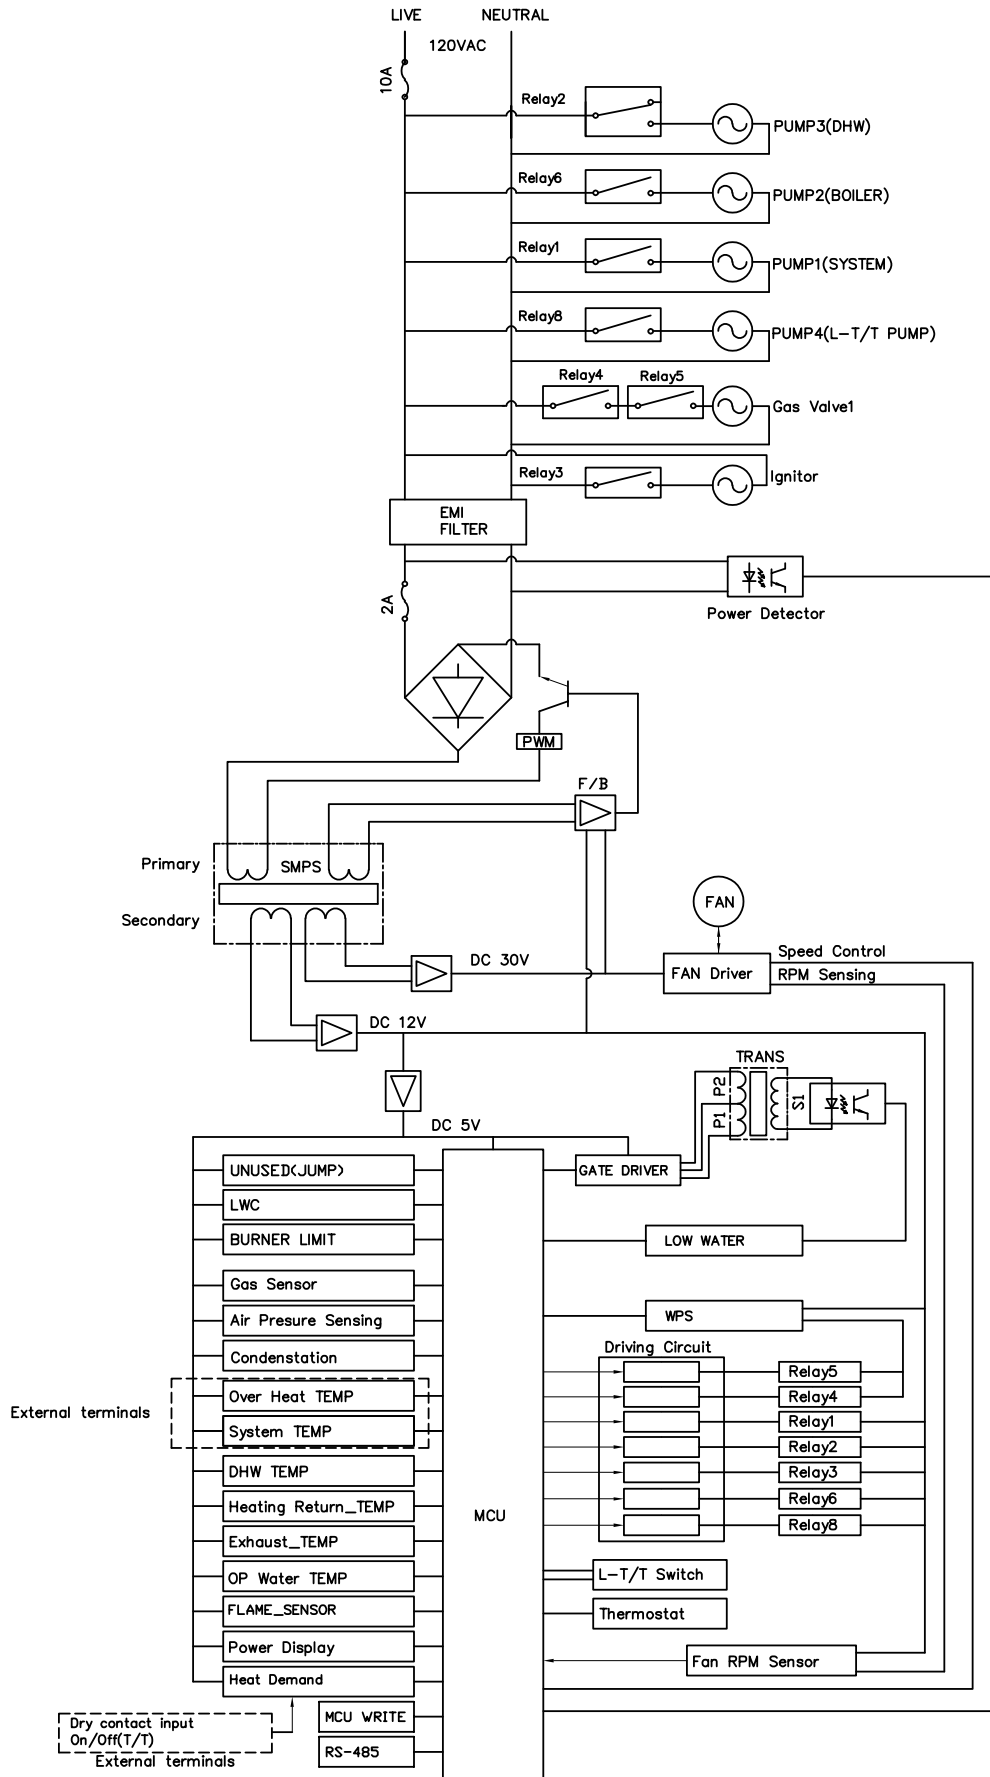 LIVE
NEUTRAL
120VAC
10A
Relay2
PUMP3(DHW)
Relay6
PUMP2(BOILER)
Relay1
PUMP1(SYSTEM)
Relay8
PUMP4(L-T/T PUMP)
Relay4
Relay5
Gas Valve1
Relay3
Ignitor
EMI
FILTER
2A
Power Detector
PWM
F/B
Primary
SMPS
Secondary
FAN
DC 30V
FAN Driver
Speed Control
RPM Sensing
DC 12V
TRANS
P2
P1
S1
DC 5V
UNUSED(JUMP)
GATE DRIVER
LWC
BURNER LIMIT
LOW WATER
Gas Sensor
Air Presure Sensing
WPS
Condenstation
Driving Circuit
Over Heat TEMP
External terminals
System TEMP
Relay5
Relay4
Relay1
Relay2
Relay3
Relay6
Relay8
DHW TEMP
Heating Return_TEMP
MCU
Exhaust_TEMP
OP Water TEMP
L-T/T Switch
FLAME_SENSOR
Thermostat
Power Display
Fan RPM Sensor
Heat Demand
MCU WRITE
Dry contact input
On/Off(T/T)
RS-485
External terminals